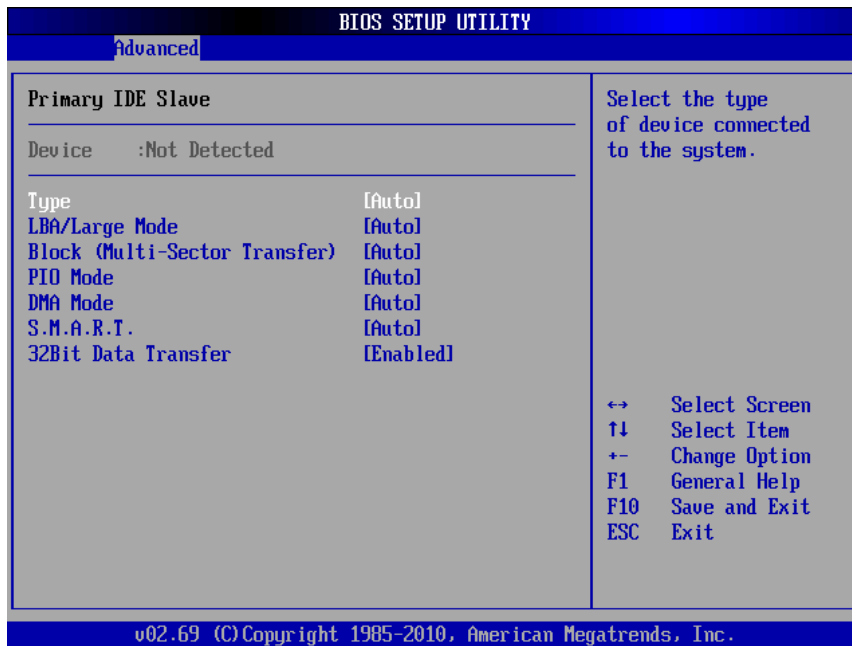 BIOS SETUP UTILITY
Advanced
Primary IDE Slave
Device :Not Detected
Type [Auto]
LBA/Large Mode [Auto]
Block (Multi-Sector Transfer) [Auto]
PIO Mode [Auto]
DMA Mode [Auto]
S.M.A.R.T. [Auto]
32Bit Data Transfer [Enabled]
Select the type
of device connected
to the system.
↔ Select Screen
↑↓ Select Item
+- Change Option
F1 General Help
F10 Save and Exit
ESC Exit
v02.69 (C)Copyright 1985-2010, American Megatrends, Inc.